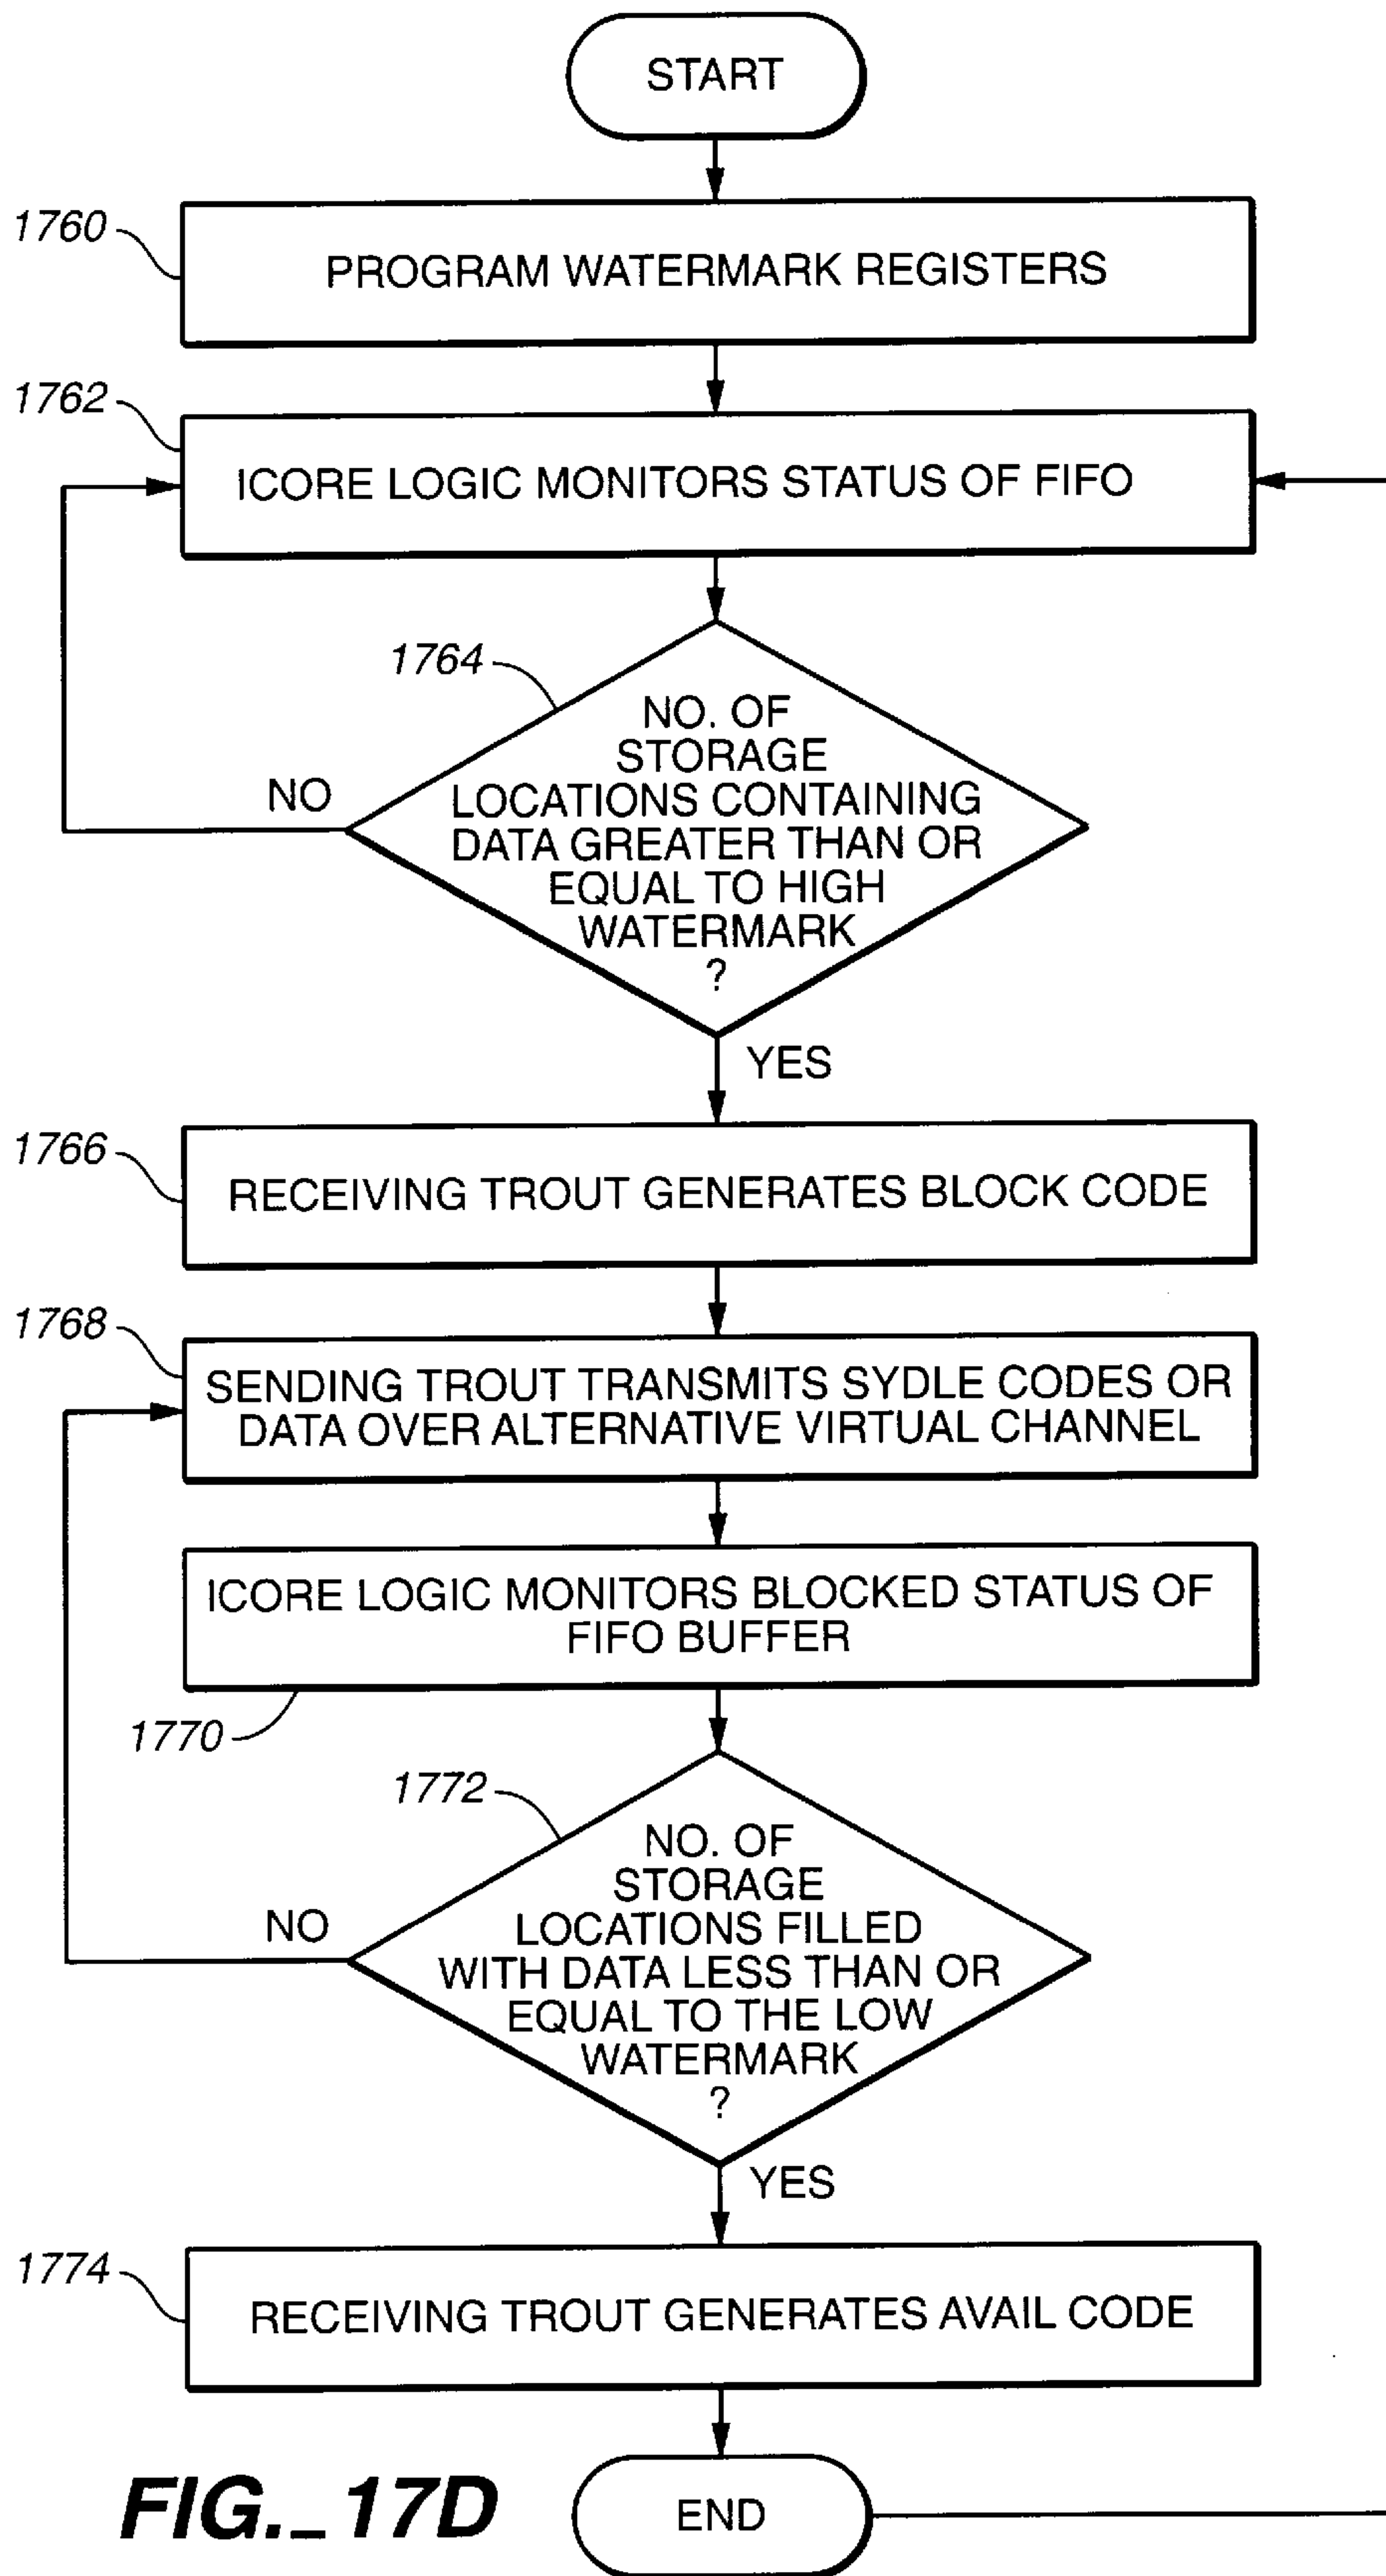 START
1760
PROGRAM WATERMARK REGISTERS
1762
ICORE LOGIC MONITORS STATUS OF FIFO
1764
NO. OF
STORAGE
LOCATIONS CONTAINING
DATA GREATER THAN OR
EQUAL TO HIGH
WATERMARK
?
NO
YES
1766
RECEIVING TROUT GENERATES BLOCK CODE
1768
SENDING TROUT TRANSMITS SYDLE CODES OR
DATA OVER ALTERNATIVE VIRTUAL CHANNEL
ICORE LOGIC MONITORS BLOCKED STATUS OF
FIFO BUFFER
1770
1772
NO. OF
STORAGE
LOCATIONS FILLED
WITH DATA LESS THAN OR
EQUAL TO THE LOW
WATERMARK
?
NO
YES
1774
RECEIVING TROUT GENERATES AVAIL CODE
FIG._17D
END